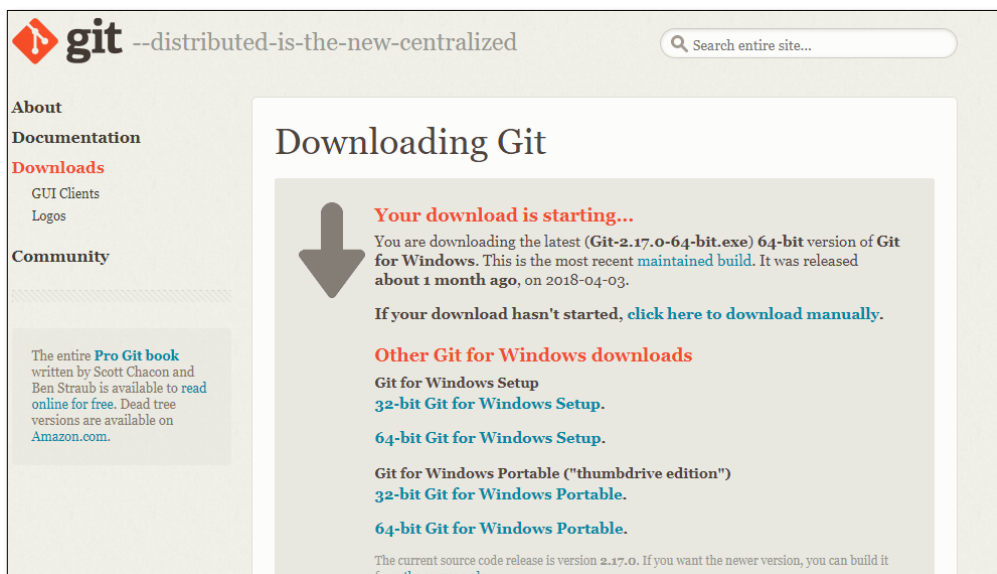 git --distributed-is-the-new-centralized
Search entire site...
About
Documentation
Downloads
GUI Clients
Logos
Community
The entire Pro Git book
written by Scott Chacon and
Ben Straub is available to read
online for free. Dead tree
versions are available on
Amazon.com.
Downloading Git
Your download is starting...
You are downloading the latest (Git-2.17.0-64-bit.exe) 64-bit version of Git
for Windows. This is the most recent maintained build. It was released
about 1 month ago, on 2018-04-03.
If your download hasn't started, click here to download manually.
Other Git for Windows downloads
Git for Windows Setup
32-bit Git for Windows Setup.
64-bit Git for Windows Setup.
Git for Windows Portable ("thumbdrive edition")
32-bit Git for Windows Portable.
64-bit Git for Windows Portable.
The current source code release is version 2.17.0. If you want the newer version, you can build it